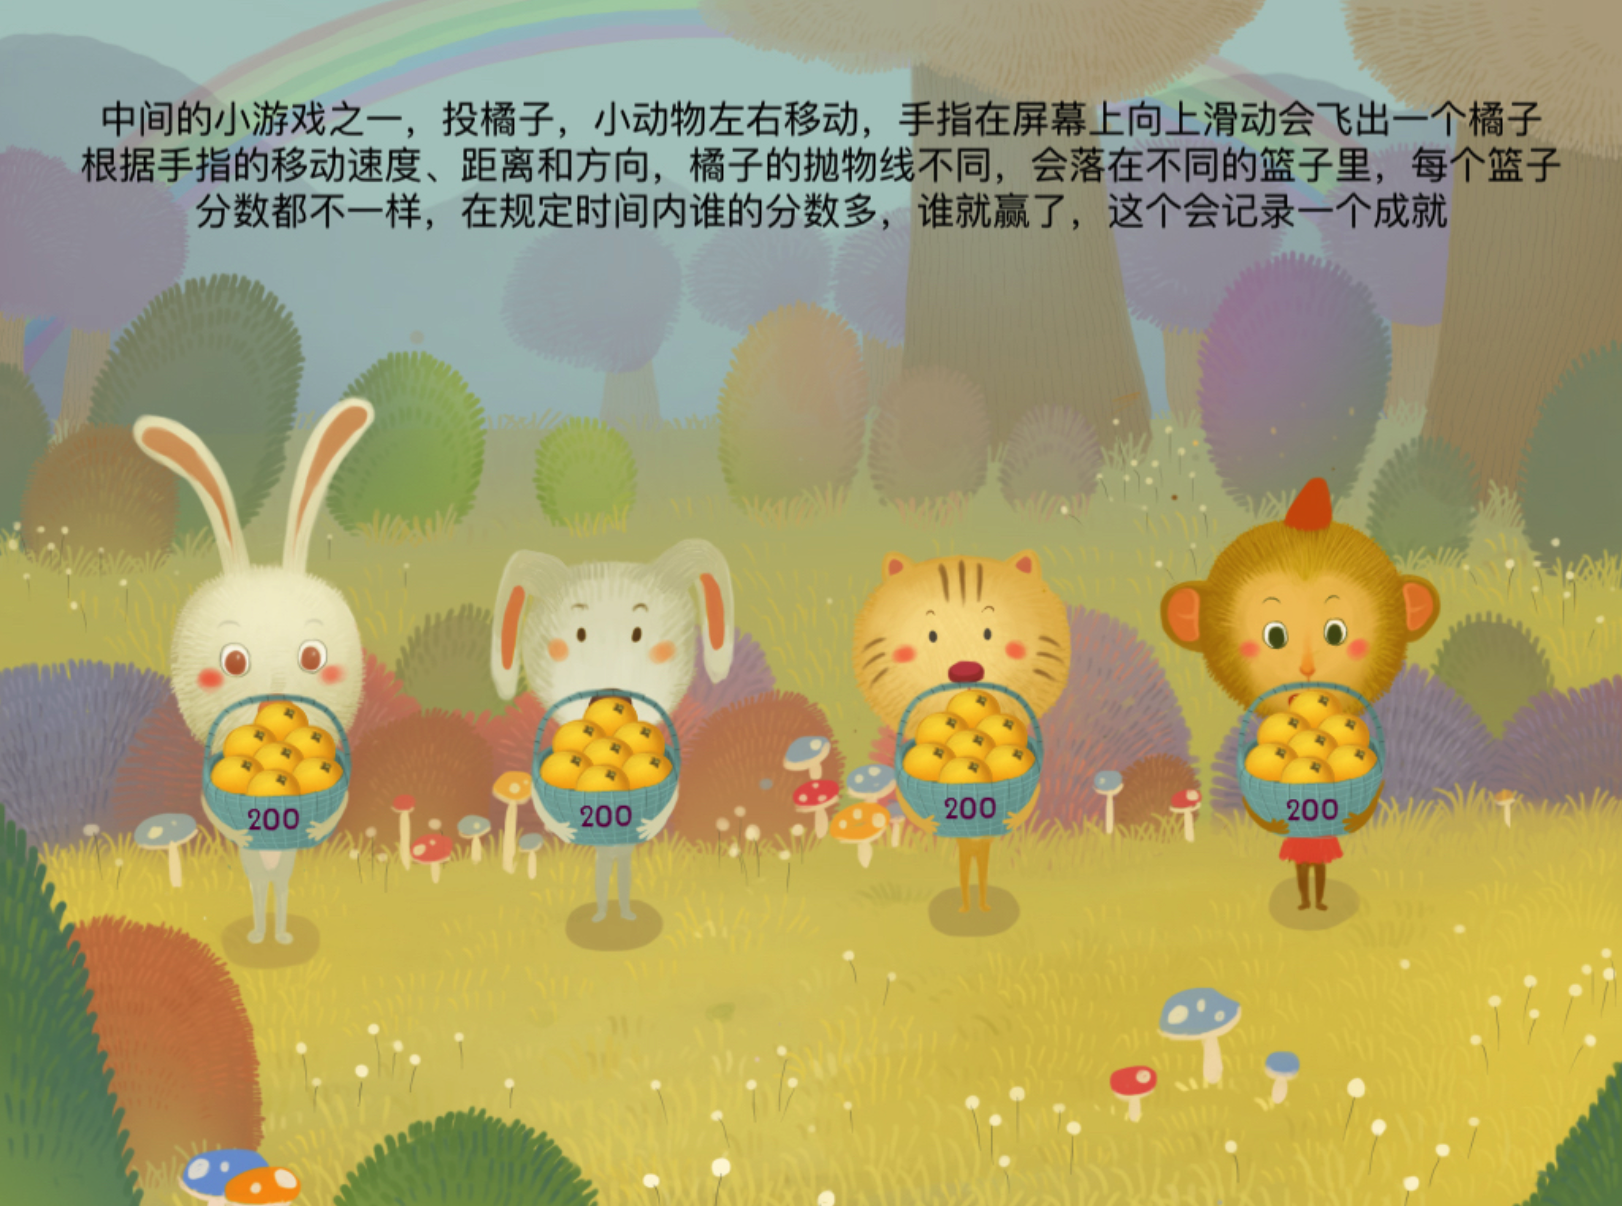 中间的小游戏之一，投橘子，小动物左右移动，手指在屏幕上向上滑动会飞出一个橘子
根据手指的移动速度、距离和方向，橘子的抛物线不同，会落在不同的篮子里，每个篮子
分数都不一样，在规定时间内谁的分数多，谁就赢了，这个会记录一个成就
200
200
200
200